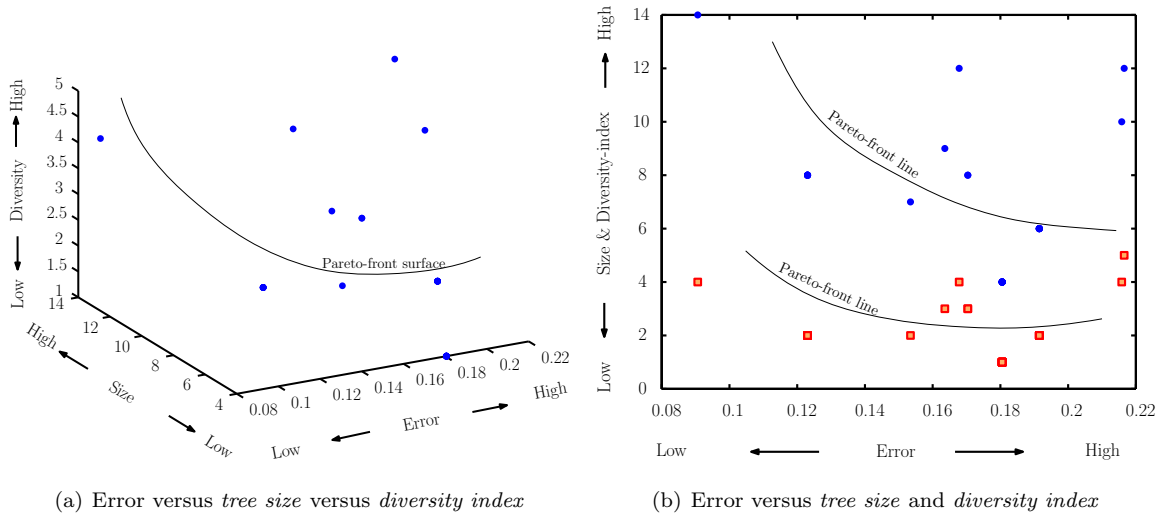 5
4.5
4
3.5
3
2.5
2
1.5
1
Low
Diversity
High
14
12
10
8
6
4
High
Size
Low
0.08
0.1
0.12
0.14
0.16
0.18
0.2
0.22
Low
Error
High
Pareto-front surface
(a) Error versus tree size versus diversity index
14
12
10
8
6
4
2
0
Low
Size & Diversity-index
High
Pareto-front line
Pareto-front line
0.08
0.1
0.12
0.14
0.16
0.18
0.2
0.22
Low
Error
High
(b) Error versus tree size and diversity index